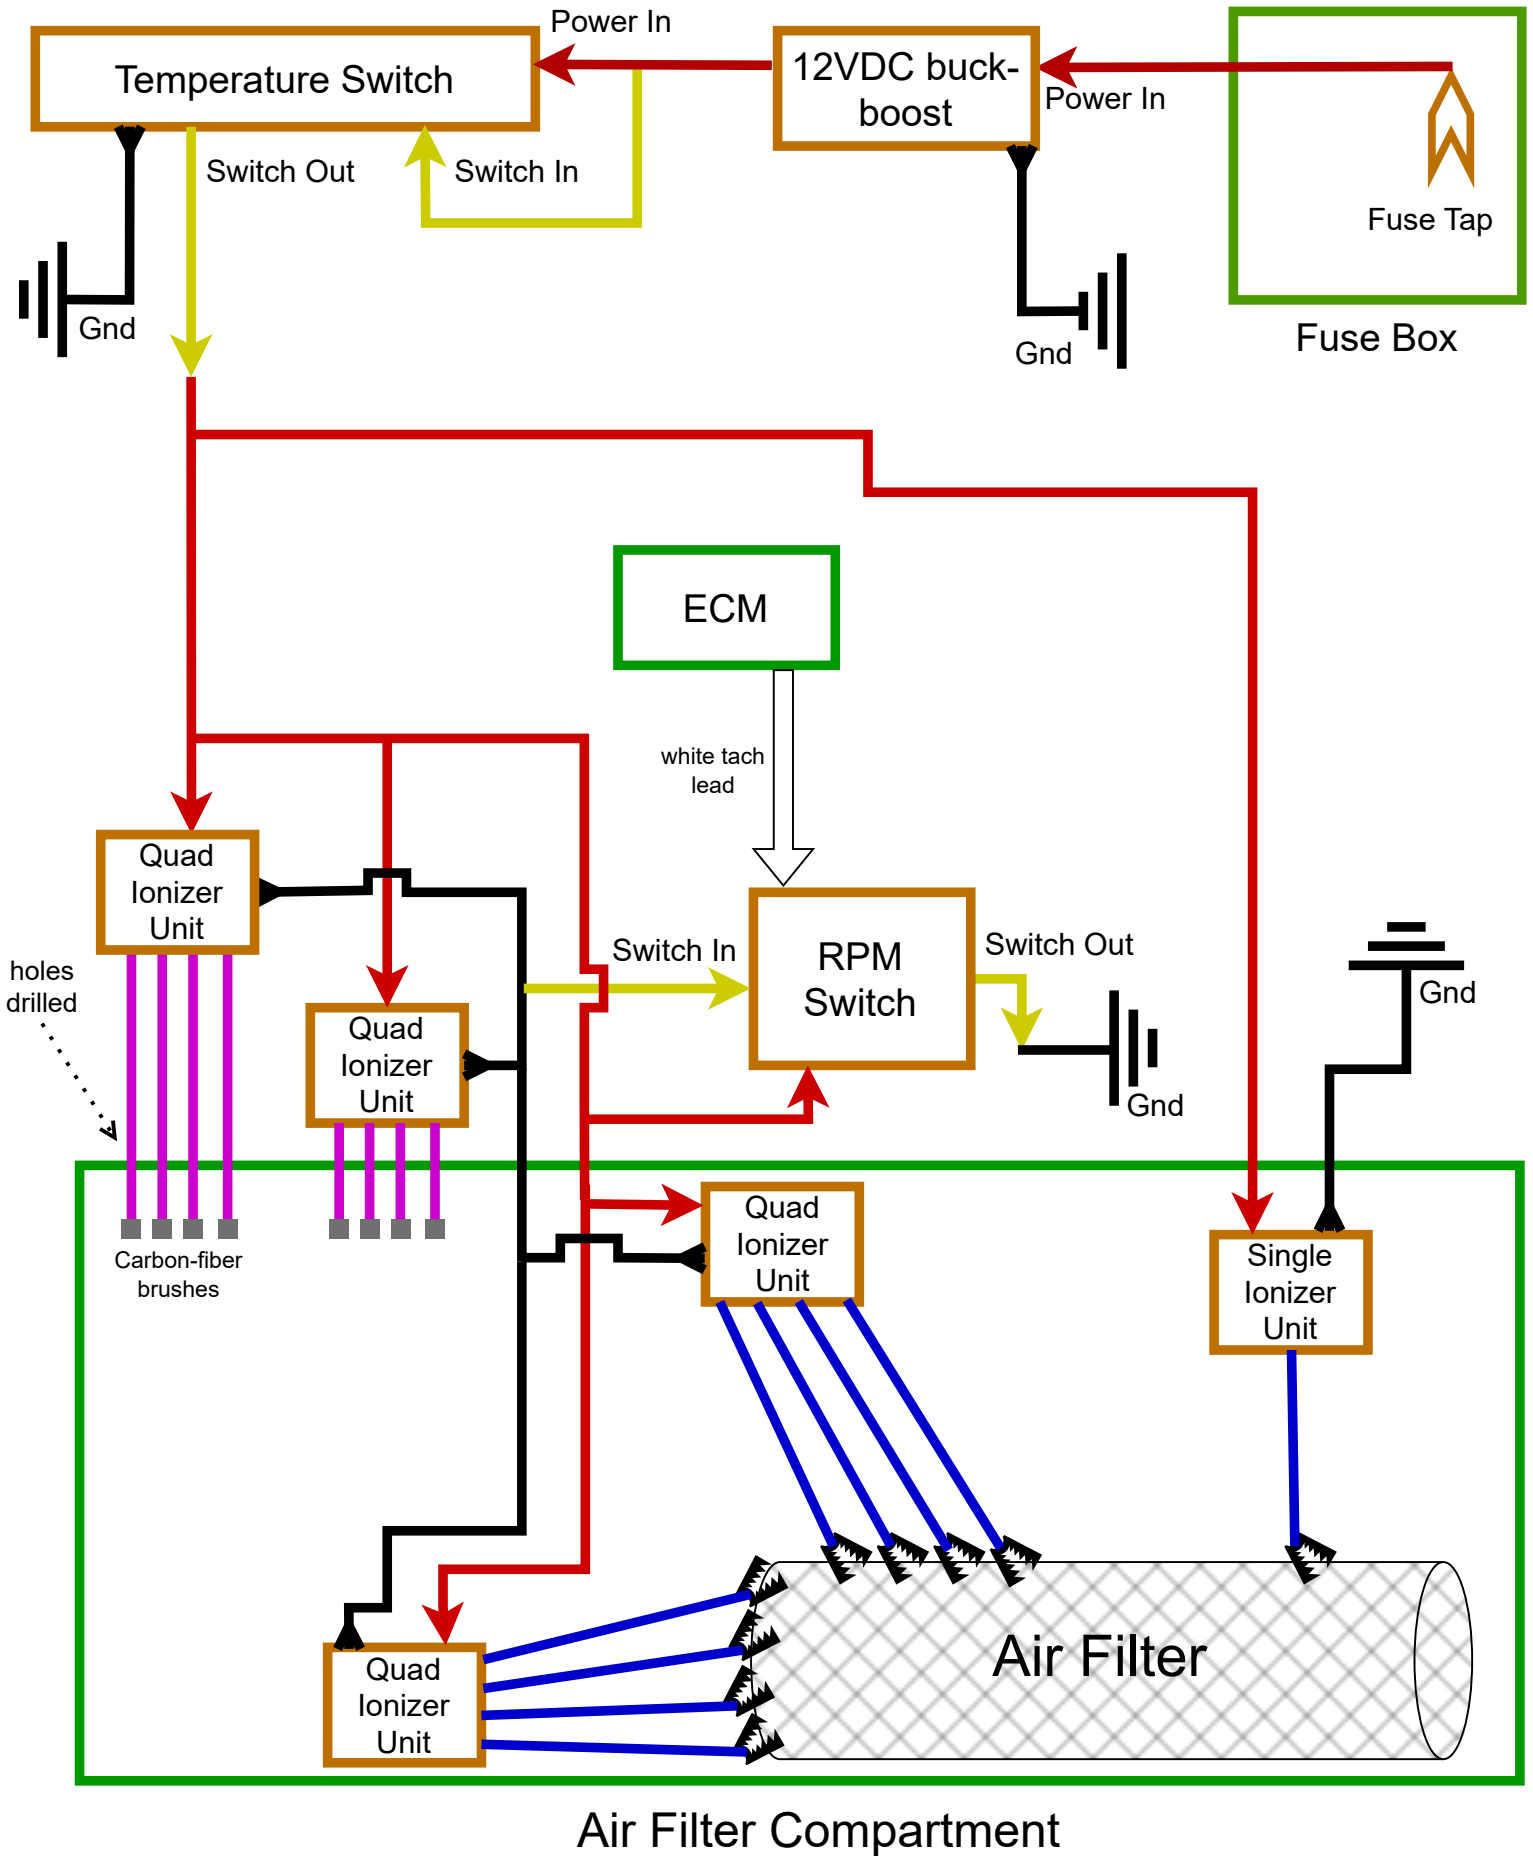 Power In
Temperature Switch
12VDC buck-
boost
Power In
Switch Out
Switch In
Fuse Tap
Gnd
Gnd
Fuse Box
ECM
white tach
lead
Quad
Ionizer
Unit
Switch In
RPM
Switch
Switch Out
holes
drilled
Gnd
Quad
Ionizer
Unit
Gnd
Quad
Ionizer
Unit
Carbon-fiber
brushes
Single
Ionizer
Unit
Air Filter
Quad
Ionizer
Unit
Air Filter Compartment